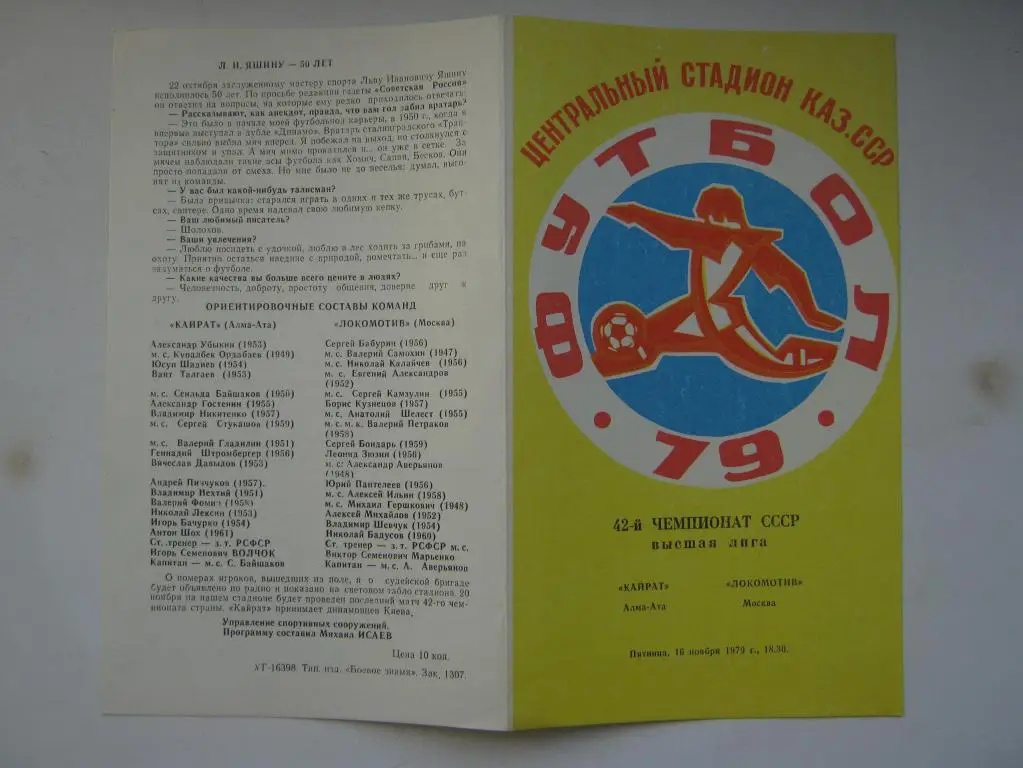 Л. И. ЯШИНУ — 50 ЛЕТ
22 октября заслуженному мастеру спорта Льву Ивановичу Яшину
исполнилось 50 лет. По просьбе редакции газеты «Советская Россия»
он ответил на вопросы, на которые ему редко приходилось отвечать:
— Рассказывают, как анекдот, правда, что вам гол забил вратарь?
— Это было в начале моей футбольной карьеры, в 1950 г., когда я
впервые выступал в дубле «Динамо». Вратарь сталинградского «Трак-
тора» сильно выбил мяч вперед. Я побежал на выход, но столкнулся с
защитником и упал. А мяч мимо провалился и... он уже в сетке. За
мячем наблюдали такие асы футбола как Хомич, Саная, Бесков. Они
просто попадали от смеха. Но мне было не до веселья: думал, выго-
нят из команды.
— У вас был какой-нибудь талисман?
— Была привычка: старался играть в одних и тех же трусах, бут-
сах, свитере. Одно время надевал свою любимую кепку.
— Ваш любимый писатель?
— Шолохов.
— Ваши увлечения?
— Люблю посидеть с удочкой, люблю в лес ходить за грибами, на
охоту. Приятно остаться наедине с природой, помечтать... и еще раз
задуматься о футболе.
— Какие качества вы больше всего цените в людях?
— Человечность, доброту, простоту общения, доверие друг к
другу.
ОРИЕНТИРОВОЧНЫЕ СОСТАВЫ КОМАНД
«КАЙРАТ» (Алма-Ата)
Александр Убыкин (1953)
м. с. Куралбек Ордабаев (1949)
Юсуп Шадиев (1954)
Ваит Талгаев (1953)
м. с. Сеильда Байшаков (1950)
Александр Гостенин (1955)
Владимир Никитенко (1957)
м. с. Сергей Стукашов (1959)
м. с. Валерий Гладилин (1951)
Геннадий Штромбергер (1956)
Вячеслав Давыдов (1953)
Андрей Пизчуков (1957).
Владимир Нехтий (1951)
Валерий Фомин (1958)
Николай Лексин (1953)
Игорь Бачурко (1954)
Антон Шох (1961)
Ст. тренер — з. т. РСФСР
Игорь Семенович ВОЛЧОК
Капитан — м. с. С. Байшаков
«ЛОКОМОТИВ» (Москва)
Сергей Бабурин (1956)
м. с. Валерий Самохин (1947)
м. с. Николай Калайчев (1956)
м. с. Евгений Александров
(1952)
м. с. Сергей Камзулин (1955)
Борис Кузнецов (1957)
м. с. Анатолий Шелест (1955)
м. с. м. к. Валерий Петраков
(1958)
Сергей Бондарь (1959)
Леонид Зюзин (1956)
м. с. Александр Аверьянов
(1948)
Юрий Пантелеев (1956)
м. с. Алексей Ильин (1958)
м. с. Михаил Гершкович (1948)
Алексей Михайлов (1952)
Владимир Шевчук (1954)
Николай Бадусов (1960)
Ст. тренер — з. т. РСФСР м. с.
Виктор Семенович Марьенко
Капитан — м. с. А. Аверьянов
О номерах игроков, вышедших на поле, и о судейской бригаде
будет объявлено по радио и показано на световом табло стадиона. 20
ноября на нашем стадионе будет проведен последний матч 42-го чем-
пионата страны. «Кайрат» принимает динамовцев Киева,
Управление спортивных сооружений.
Программу составил Михаил ИСАЕВ
Цена 10 коп.
УГ-16398. Тип. изд. «Боевое знамя». Зак. 1307.
ЦЕНТРАЛЬНЫЙ СТАДИОН КАЗ.ССР
ФУТБОЛ
· 79 ·
42-й ЧЕМПИОНАТ СССР
высшая лига
«КАЙРАТ» «ЛОКОМОТИВ»
Алма-Ата Москва
Пятница, 16 ноября 1979 г., 18.30.